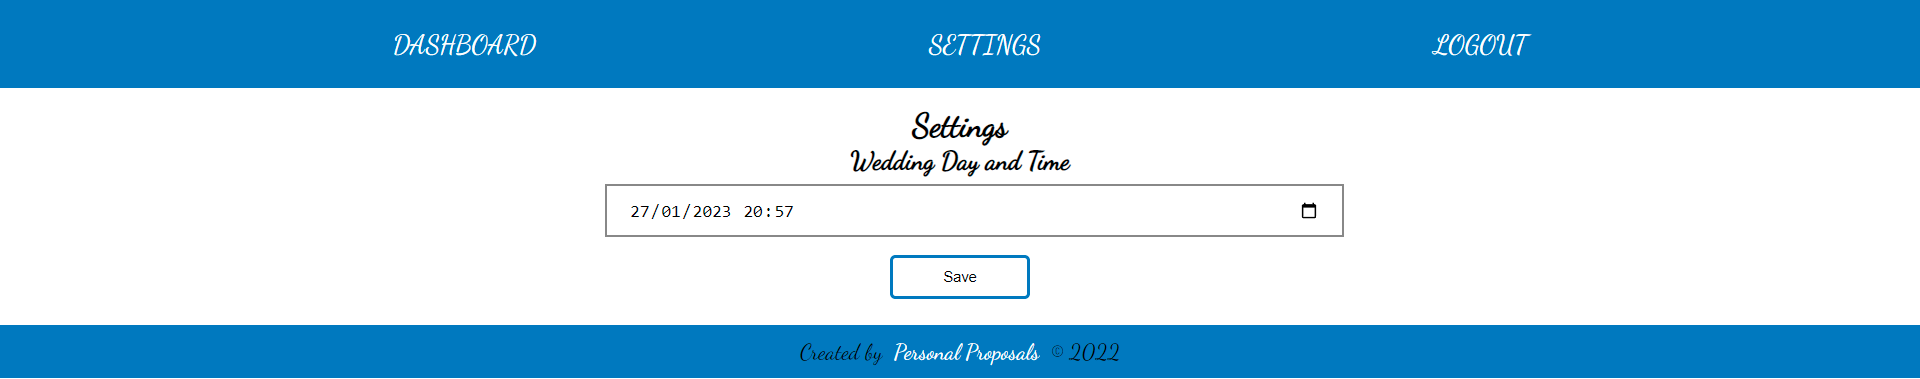 DASHBOARD SETTINGS LOGOUT
Settings
Wedding Day and Time
27/01/2023 20:57
Save
Created by Personal Proposals © 2022